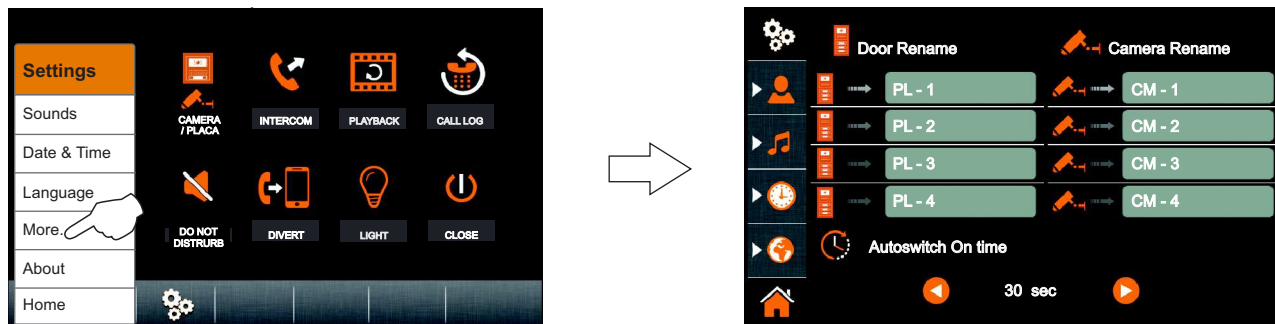 Settings
Sounds
Date & Time
Language
More.
About
Home
CAMERA
/ PLACA
INTERCOM
PLAYBACK
CALL LOG
DO NOT
DISTRURB
DIVERT
LIGHT
CLOSE
Door Rename
Camera Rename
PL - 1
CM - 1
PL - 2
CM - 2
PL - 3
CM - 3
PL - 4
CM - 4
Autoswitch On time
30 sec